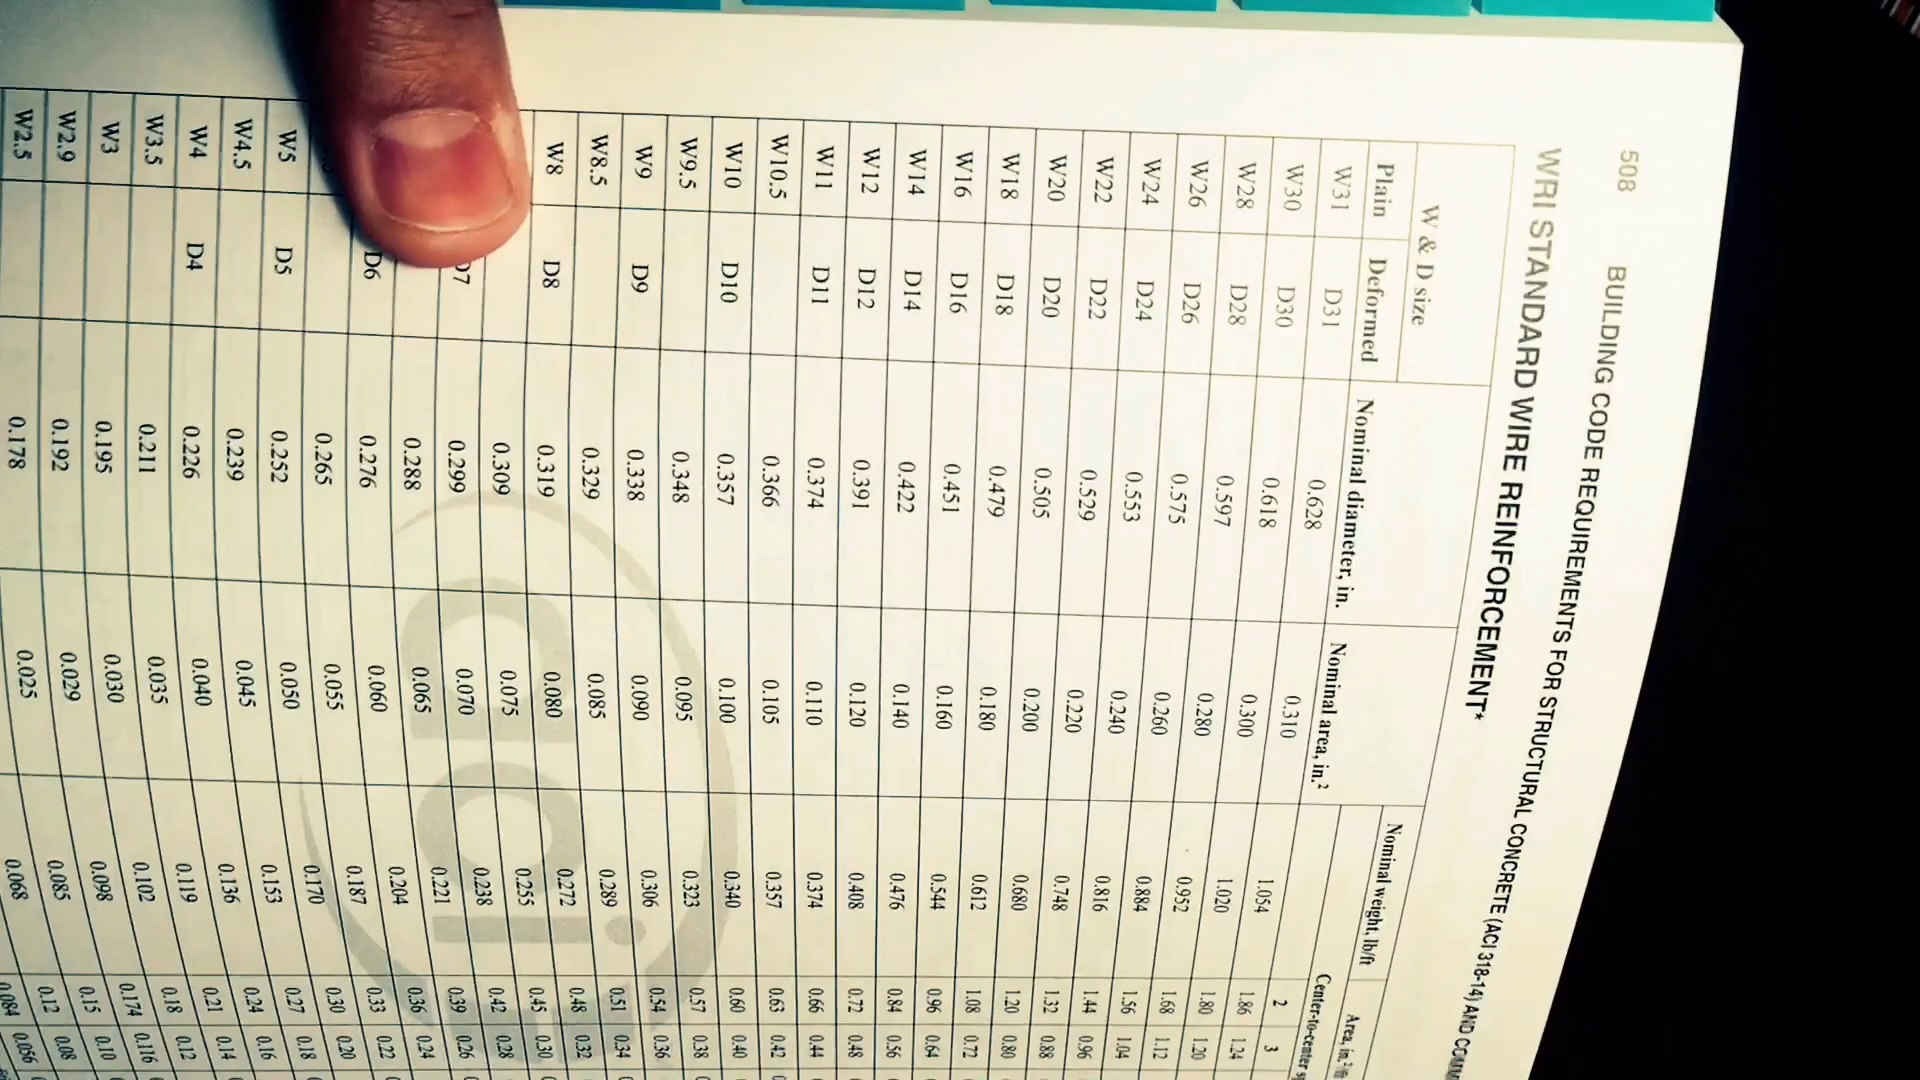 508 BUILDING CODE REQUIREMENTS FOR STRUCTURAL CONCRETE (ACI 318-14) AND
WRI STANDARD WIRE REINFORCEMENT*
W & D size
Plain Deformed Nominal diameter, in. Nominal area, in.² Nominal weight, lb/ft
Area, in.²
Center-to-center
2 3
W31 D31 0.628 0.310 1.054 1.86 1.24
W30 D30 0.618 0.300 1.020 1.80 1.20
W28 D28 0.597 0.280 0.952 1.68 1.12
W26 D26 0.575 0.260 0.884 1.56 1.04
W24 D24 0.553 0.240 0.816 1.44 0.96
W22 D22 0.529 0.220 0.748 1.32 0.88
W20 D20 0.505 0.200 0.680 1.20 0.80
W18 D18 0.479 0.180 0.612 1.08 0.72
W16 D16 0.451 0.160 0.544 0.96 0.64
W14 D14 0.422 0.140 0.476 0.84 0.56
W12 D12 0.391 0.120 0.408 0.72 0.48
W11 D11 0.374 0.110 0.374 0.66 0.44
W10.5 0.366 0.105 0.357 0.63 0.42
W10 D10 0.357 0.100 0.340 0.60 0.40
W9.5 0.348 0.095 0.323 0.57 0.38
W9 D9 0.338 0.090 0.306 0.54 0.36
W8.5 0.329 0.085 0.289 0.51 0.34
W8 D8 0.319 0.080 0.272 0.48 0.32
0.309 0.075 0.255 0.45 0.30
D7 0.299 0.070 0.238 0.42 0.28
0.288 0.065 0.221 0.39 0.26
D6 0.276 0.060 0.204 0.36 0.24
0.265 0.055 0.187 0.33 0.22
W5 D5 0.252 0.050 0.170 0.30 0.20
W4.5 0.239 0.045 0.153 0.27 0.18
W4 D4 0.226 0.040 0.136 0.24 0.16
W3.5 0.211 0.035 0.119 0.21 0.14
W3 0.195 0.030 0.102 0.18 0.12
W2.9 0.192 0.029 0.098 0.174 0.116
W2.5 0.178 0.025 0.085 0.15 0.10
0.068 0.12 0.08
0.084 0.056
aci